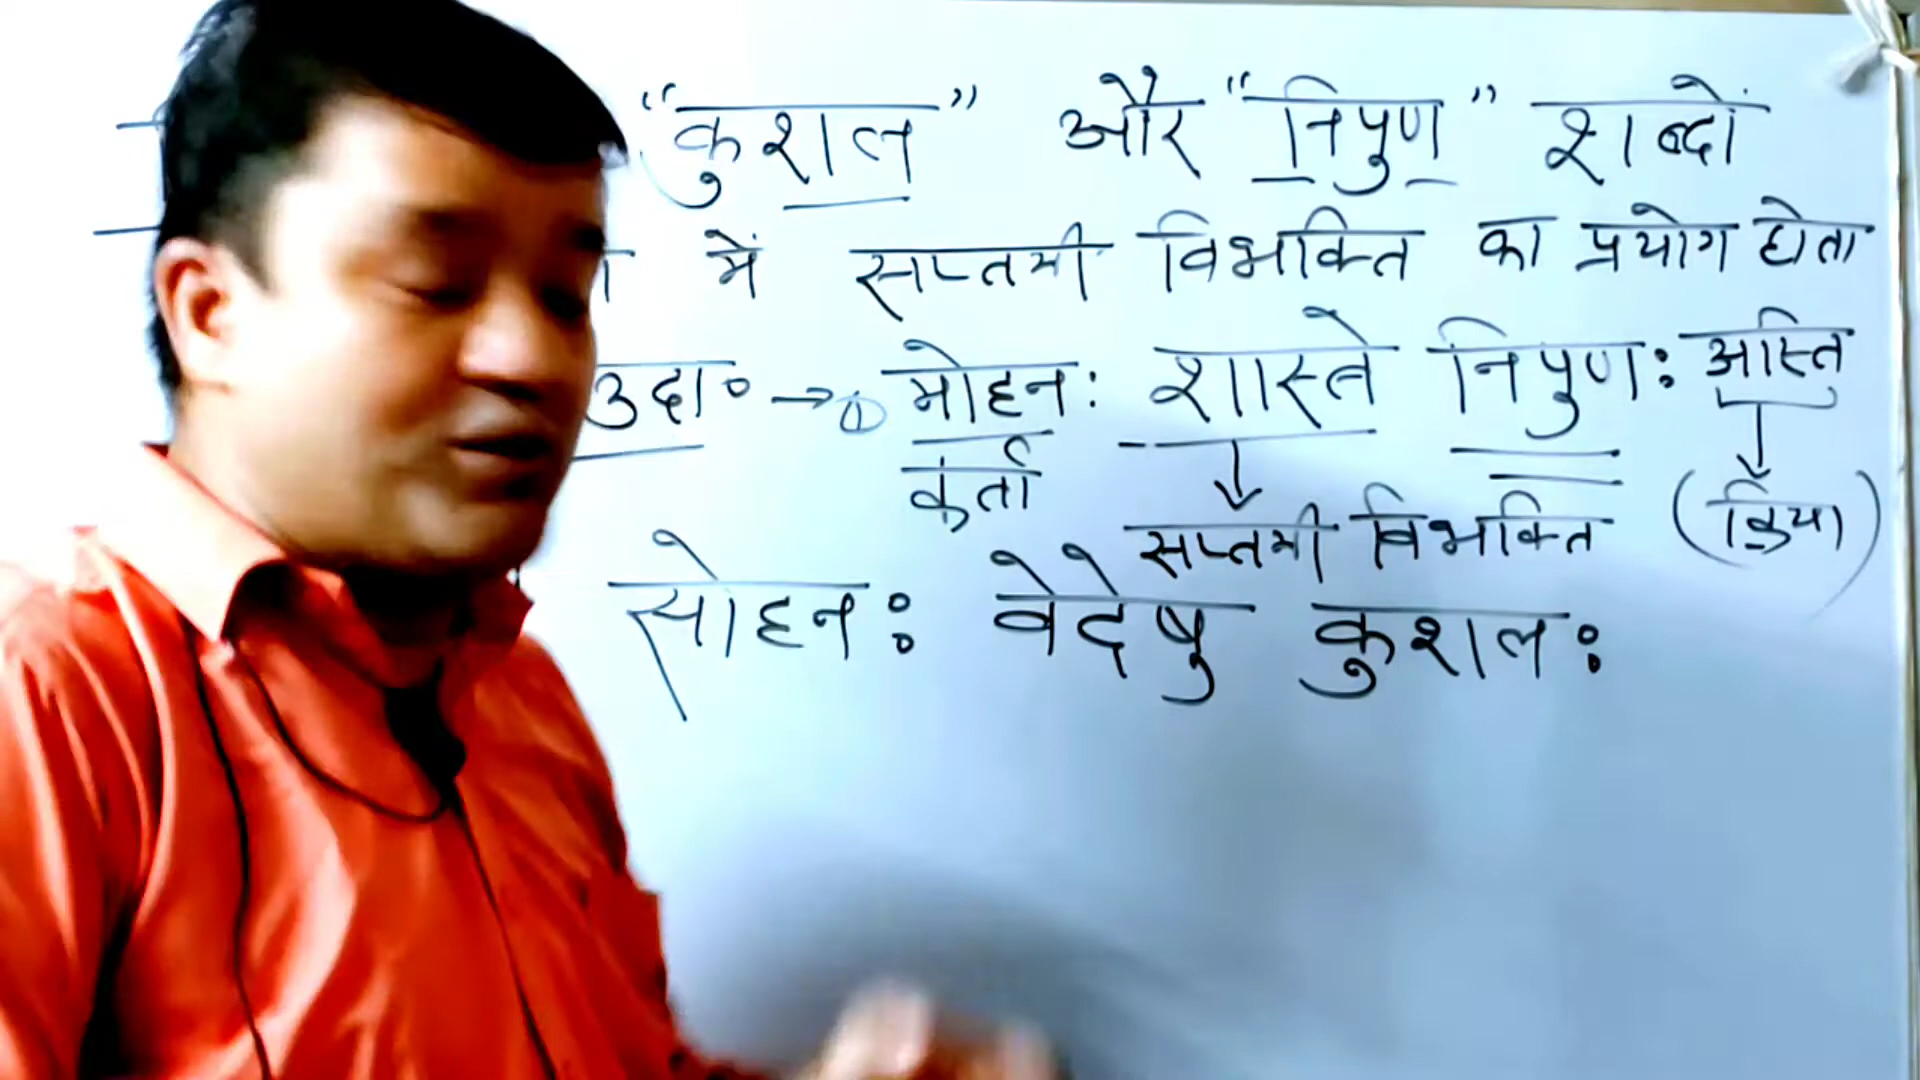 "कुशल" और "निपुण" शब्दों
में सप्तमी विभक्ति का प्रयोग होता
उदा० → ① मोहनः शास्त्रे निपुणः अस्ति
कर्ता सप्तमी विभक्ति (क्रिया)
सोहनः वेदेषु कुशलः